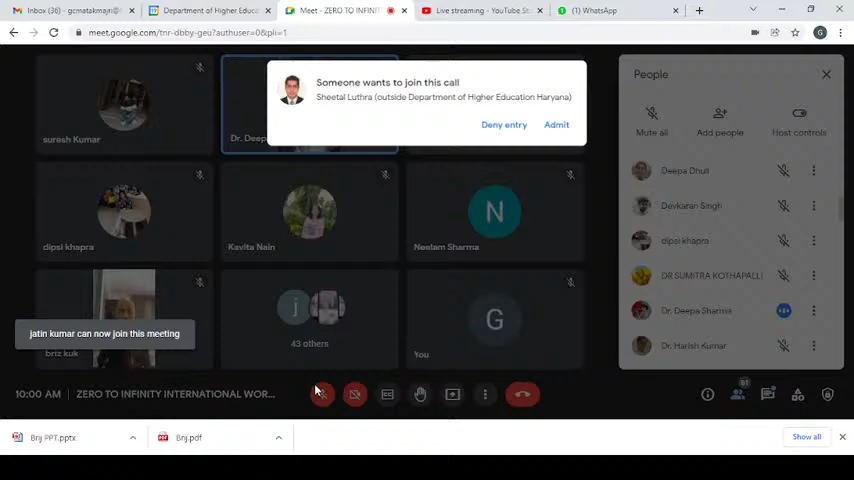 Inbox (36) - gcmatakmajri@
Department of Higher Educa
Meet - ZERO TO INFINIT
Live streaming - YouTube St
(1) WhatsApp
meet.google.com/tnr-dbby-geu?authuser=0&pli=1
G
Someone wants to join this call
Sheetal Luthra (outside Department of Higher Education Haryana)
Deny entry
Admit
suresh Kumar
Dr. Deep
dipsi khapra
Kavita Nain
N
Neelam Sharma
briz kuk
j
43 others
G
You
jatin kumar can now join this meeting
People
Mute all
Add people
Host controls
Deepa Dhull
Devkaran Singh
dipsi khapra
DR SUMITRA KOTHAPALLI
Dr. Deepa Sharma
Dr. Harish Kumar
10:00 AM | ZERO TO INFINITY INTERNATIONAL WOR...
61
Brij PPT.pptx
Brij.pdf
Show all